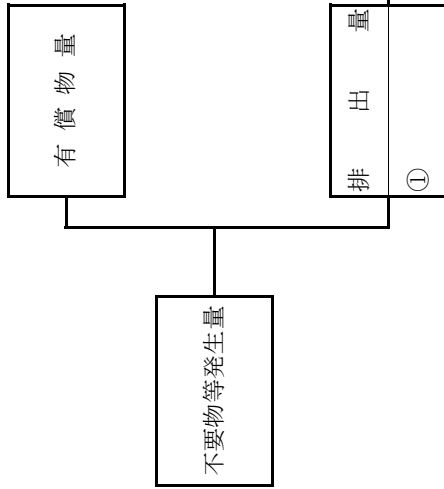 有償物量
排出量
①
不要物等発生量